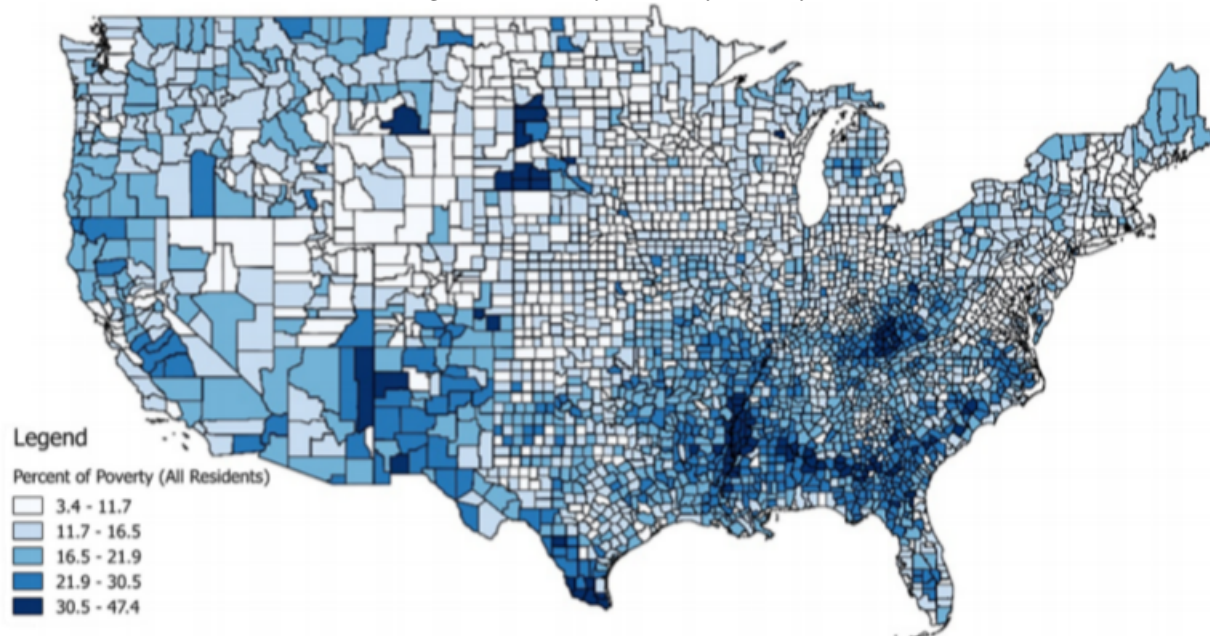 Legend
Percent of Poverty (All Residents)
3.4 - 11.7
11.7 - 16.5
16.5 - 21.9
21.9 - 30.5
30.5 - 47.4